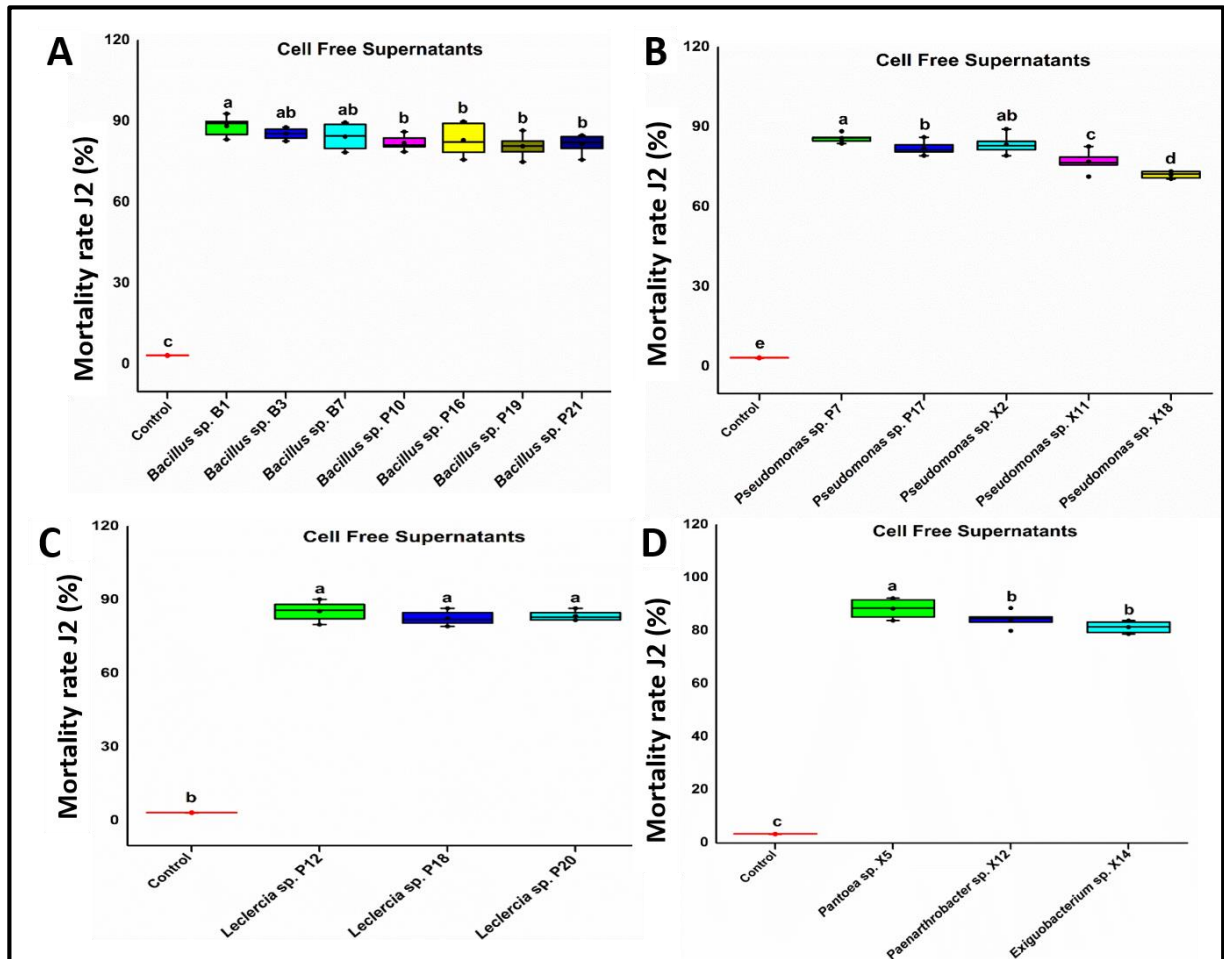 A
Cell Free Supernatants
Mortality rate J2 (%)
120
90
60
30
0
a
ab
ab
b
b
b
b
c
Control
Bacillus sp. B1
Bacillus sp. B3
Bacillus sp. B7
Bacillus sp. P10
Bacillus sp. P16
Bacillus sp. P19
Bacillus sp. P21
B
Cell Free Supernatants
Mortality rate J2 (%)
120
90
60
30
0
a
b
ab
c
d
e
Control
Pseudomonas sp. P7
Pseudomonas sp. P17
Pseudomonas sp. X2
Pseudomonas sp. X11
Pseudomonas sp. X18
C
Cell Free Supernatants
Mortality rate J2 (%)
120
90
60
30
0
a
a
a
b
Control
Leclercia sp. P12
Leclercia sp. P18
Leclercia sp. P20
D
Cell Free Supernatants
Mortality rate J2 (%)
120
100
80
60
40
20
0
a
b
b
c
Control
Pantoea sp. X5
Paenarthrobacter sp. X12
Exiguobacterium sp. X14